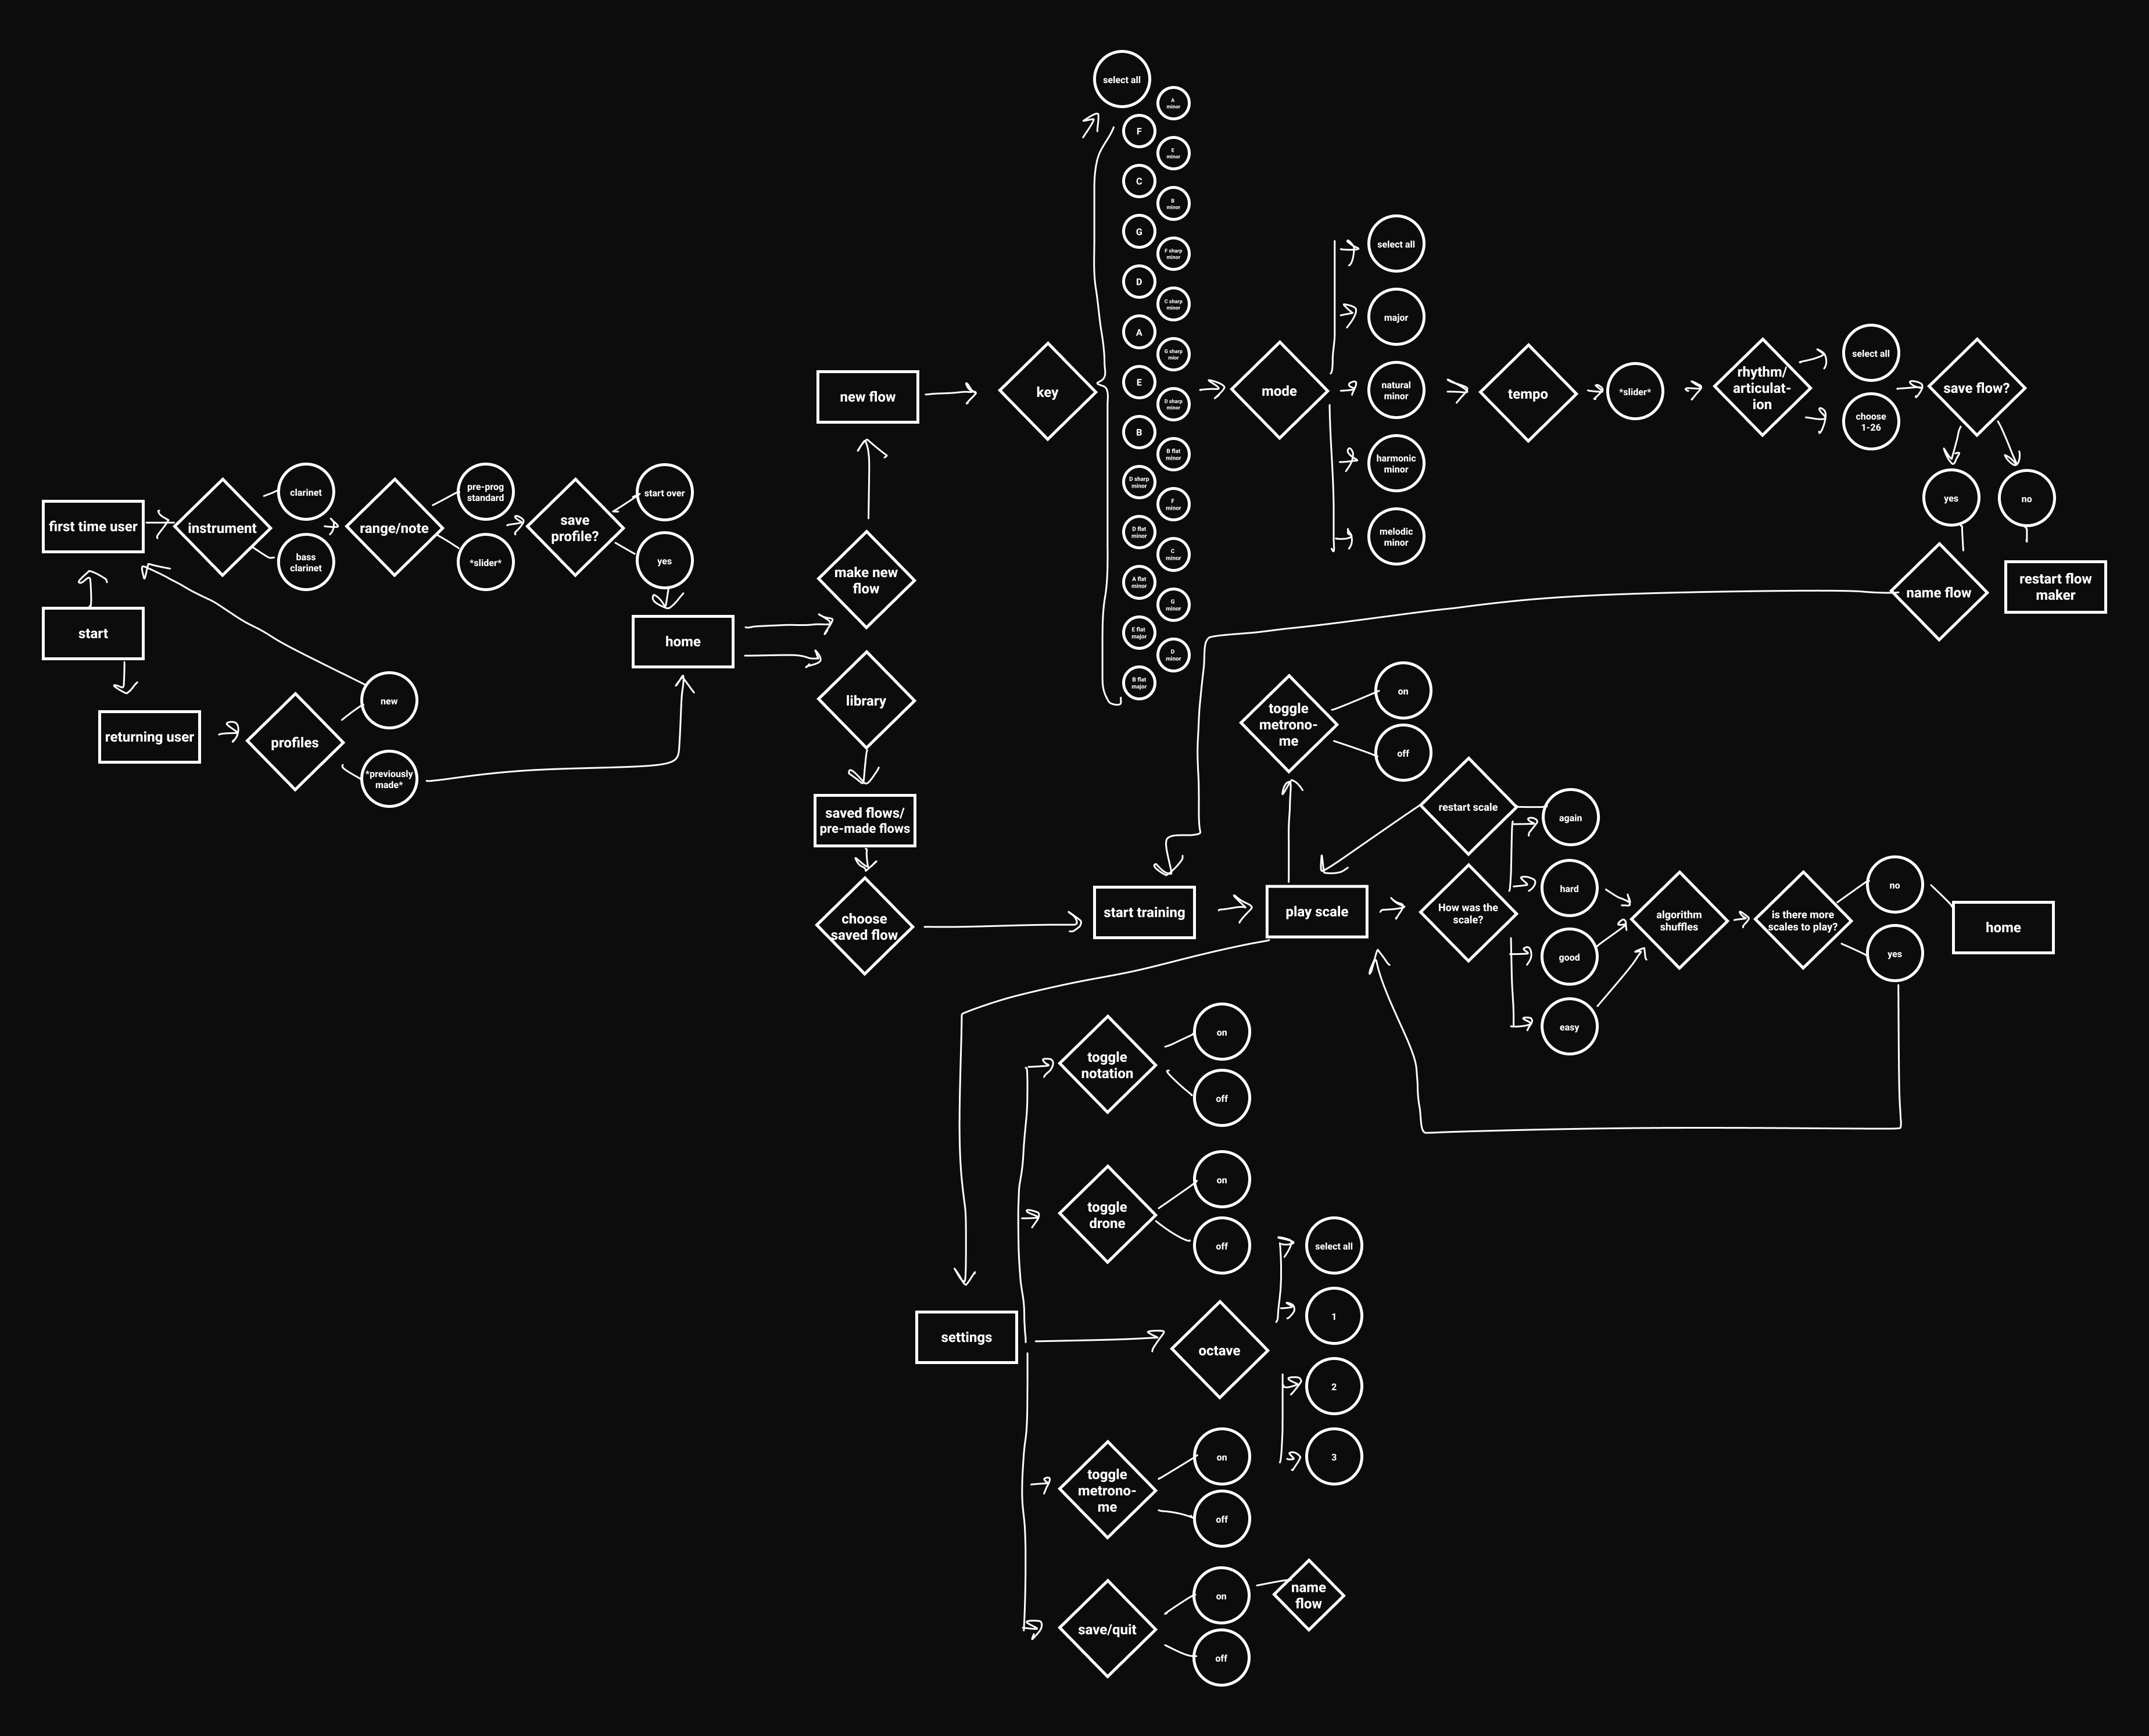 first time user
start
returning user
instrument
clarinet
bass
clarinet
range/note
pre-prog
standard
*slider*
save
profile?
start over
yes
profiles
new
*previously
made*
home
make new
flow
new flow
library
saved flows/
pre-made flows
choose
saved flow
key
select all
A
minor
F
E
minor
C
B
minor
G
F sharp
minor
D
C sharp
minor
A
G sharp
mior
E
D sharp
minor
B
B flat
minor
D sharp
minor
F
minor
D flat
minor
C
minor
A flat
minor
G
minor
E flat
major
D
minor
B flat
major
mode
select all
major
natural
minor
harmonic
minor
melodic
minor
tempo
*slider*
rhythm/
articulat-
ion
select all
choose
1-26
save flow?
yes
no
name flow
restart flow
maker
toggle
metrono-
me
on
off
start training
play scale
restart scale
How was the
scale?
again
hard
good
easy
algorithm
shuffles
is there more
scales to play?
no
yes
home
settings
toggle
notation
on
off
toggle
drone
on
off
octave
select all
1
2
3
toggle
metrono-
me
on
off
save/quit
on
off
name
flow